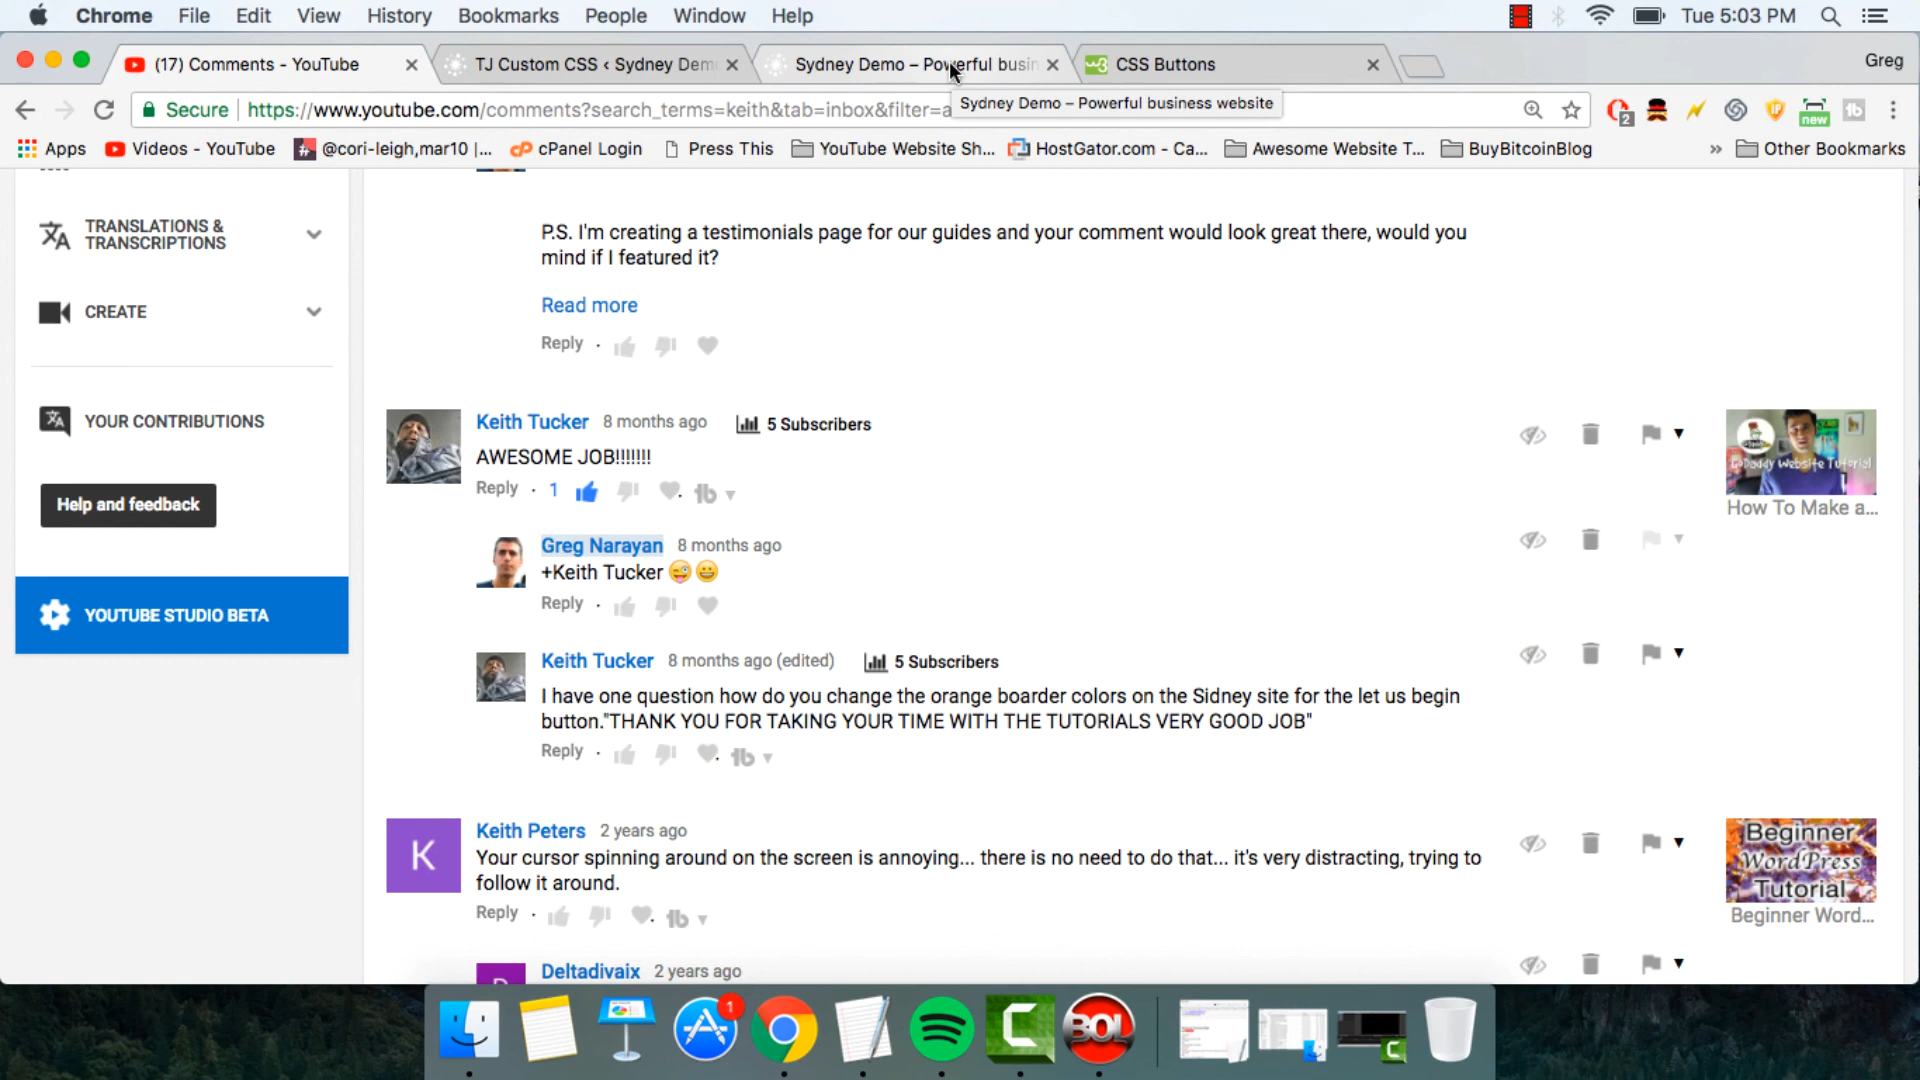 Chrome File Edit View History Bookmarks People Window Help Tue 5:03 PM
(17) Comments - YouTube TJ Custom CSS ‹ Sydney Dem Sydney Demo – Powerful busin CSS Buttons Greg
Secure https://www.youtube.com/comments?search_terms=keith&tab=inbox&filter=a 2 new
Sydney Demo – Powerful business website
Apps Videos - YouTube @cori-leigh,mar10 |... cPanel Login Press This YouTube Website Sh... HostGator.com - Ca... Awesome Website T... BuyBitcoinBlog » Other Bookmarks
TRANSLATIONS &
TRANSCRIPTIONS
CREATE
YOUR CONTRIBUTIONS
Help and feedback
YOUTUBE STUDIO BETA
P.S. I'm creating a testimonials page for our guides and your comment would look great there, would you
mind if I featured it?
Read more
Reply ·
Keith Tucker 8 months ago 5 Subscribers
AWESOME JOB!!!!!!!
Reply · 1
GoDaddy Website Tutorial
How To Make a...
Greg Narayan 8 months ago
+Keith Tucker 😜😀
Reply ·
Keith Tucker 8 months ago (edited) 5 Subscribers
I have one question how do you change the orange boarder colors on the Sidney site for the let us begin
button."THANK YOU FOR TAKING YOUR TIME WITH THE TUTORIALS VERY GOOD JOB"
Reply ·
K
Keith Peters 2 years ago
Your cursor spinning around on the screen is annoying... there is no need to do that... it's very distracting, trying to
follow it around.
Reply ·
Beginner
WordPress
Tutorial
Beginner Word...
Deltadivaix 2 years ago
1
BOL